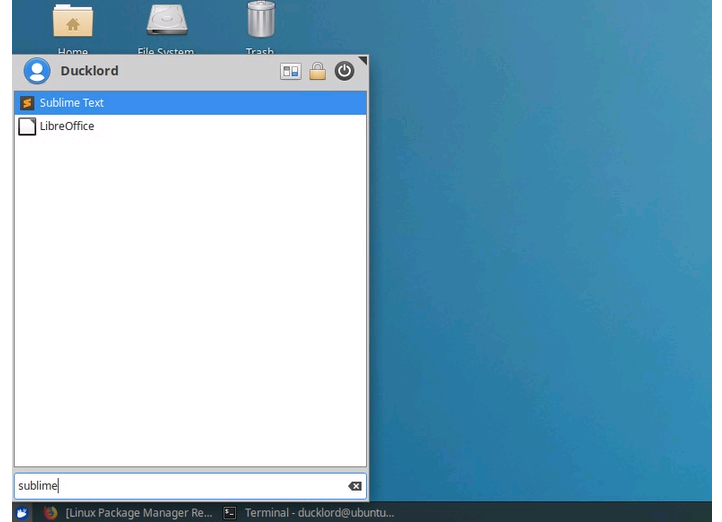 Home
File System
Trash
Ducklord
Sublime Text
LibreOffice
sublime
[Linux Package Manager Re...
Terminal - ducklord@ubuntu...